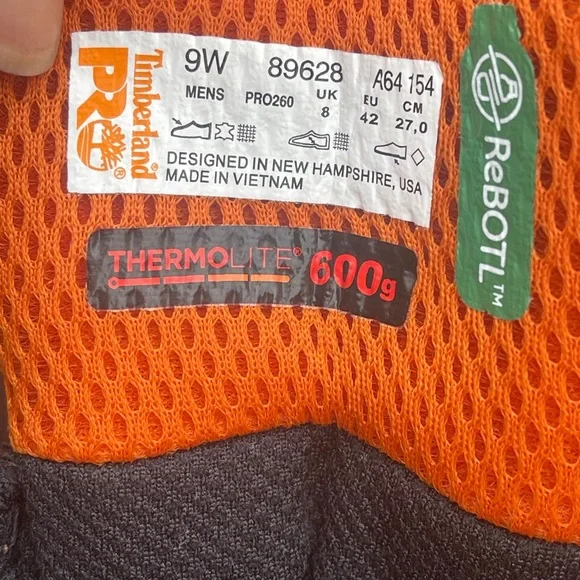 Timberland®
PRO®
9W 89628 A64 154
MENS PRO260 UK EU CM
8 42 27,0
DESIGNED IN NEW HAMPSHIRE, USA
MADE IN VIETNAM
THERMOLITE® 600g
ReBOTL™